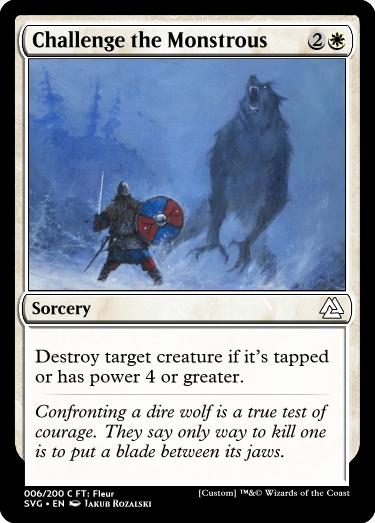 Challenge the Monstrous 2
Sorcery
Destroy target creature if it's tapped
or has power 4 or greater.
Confronting a dire wolf is a true test of
courage. They say only way to kill one
is to put a blade between its jaws.
006/200 C FT: Fleur
[Custom] ™&© Wizards of the Coast
SVG • EN Jakub Rozalski